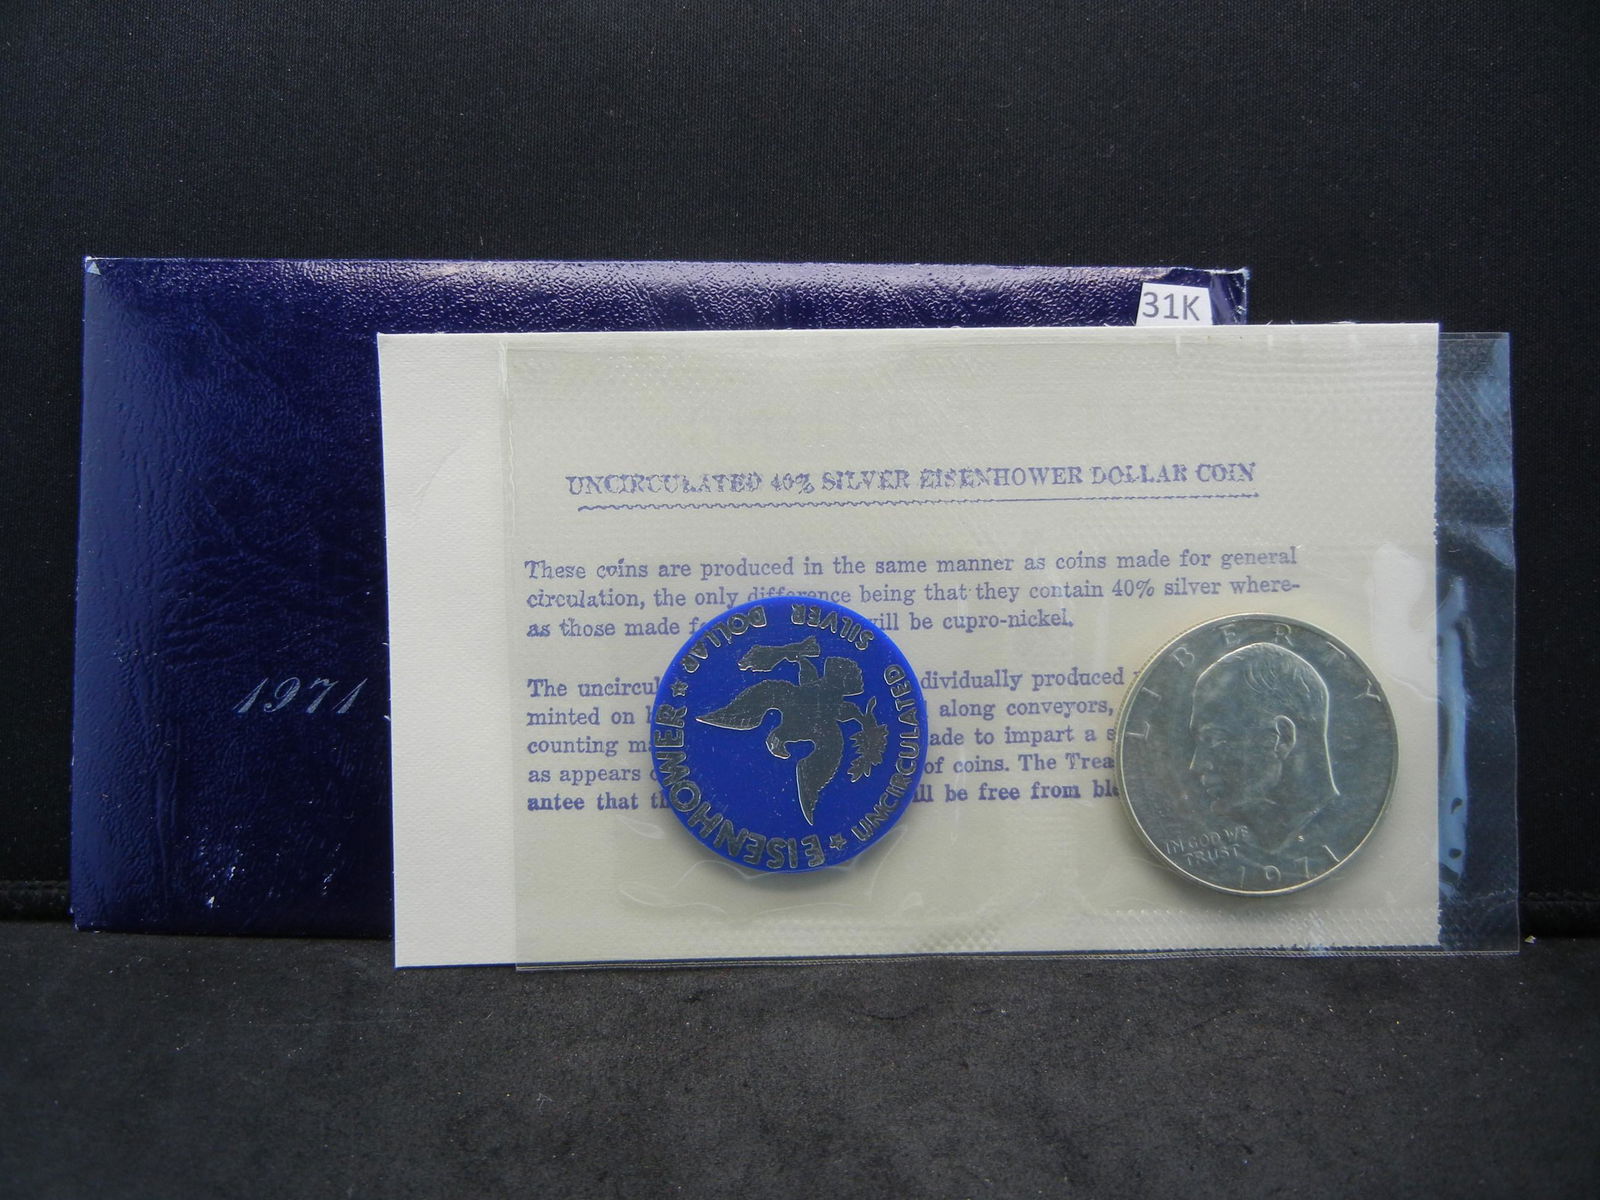 31K
1971
UNCIRCULATED 40% SILVER EISENHOWER DOLLAR COIN
These coins are produced in the same manner as coins made for general
circulation, the only difference being that they contain 40% silver where-
as those made will be cupro-nickel.
The uncircul dividually produced
minted on along conveyors,
counting ade to impart a s
as appears of coins. The Trea
antee that ll be free from ble
EISENHOWER ★ UNCIRCULATED SILVER DOLLAR ★
LIBERTY
IN GOD WE
TRUST
S
1971